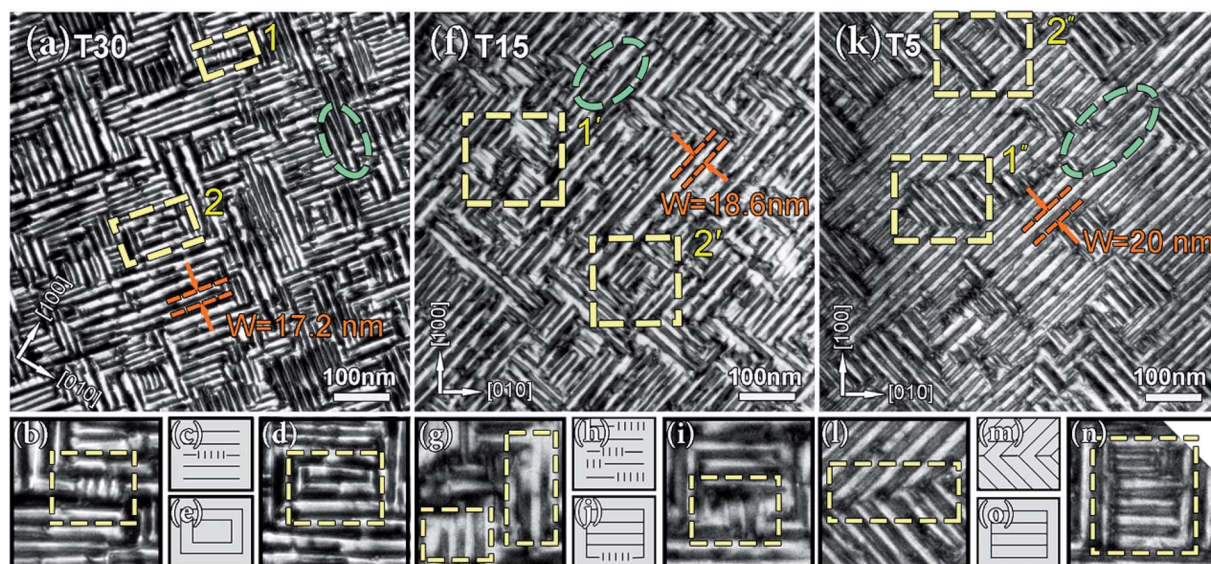 (a) T30
1
2
W=17.2 nm
[100]
[010]
100nm
(f) T15
1′
W=18.6nm
2′
[100]
[010]
100nm
(k) T5
2″
1″
W=20 nm
[100]
[010]
100nm
(b)
(c)
(d)
(e)
(g)
(h)
(i)
(j)
(l)
(m)
(n)
(o)